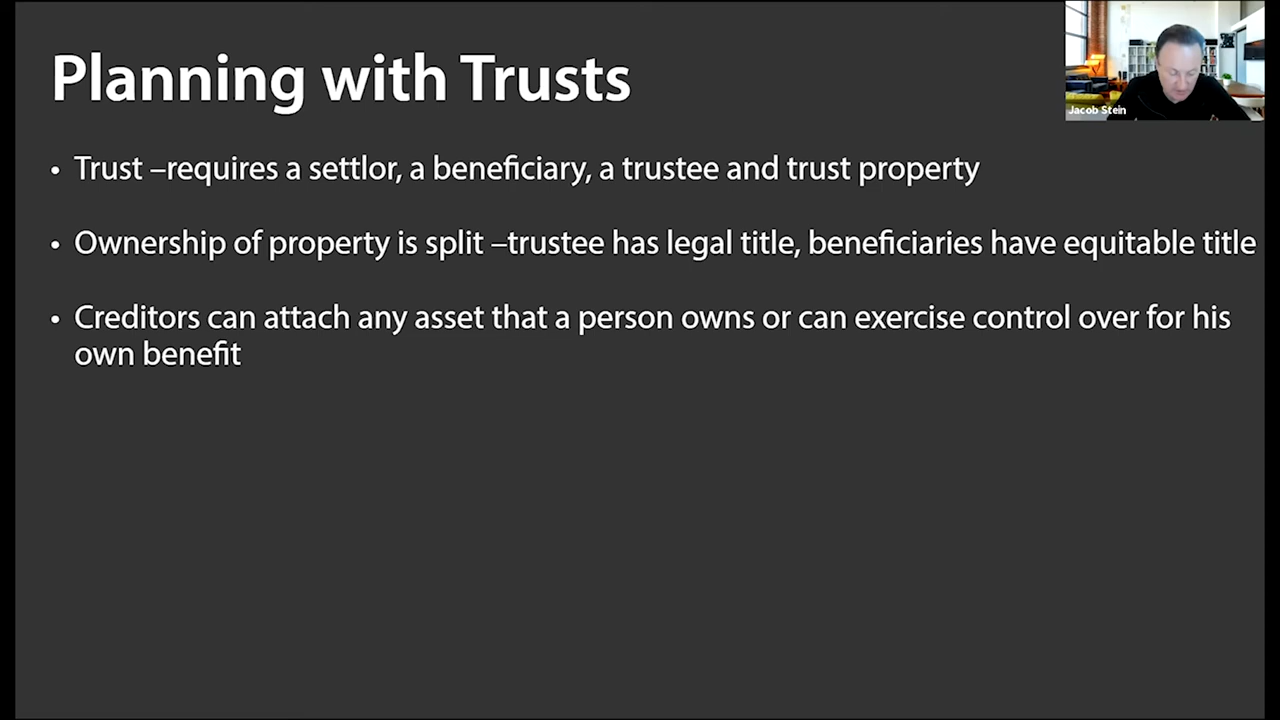 Planning with Trusts
Jacob Stein
• Trust –requires a settlor, a beneficiary, a trustee and trust property
• Ownership of property is split –trustee has legal title, beneficiaries have equitable title
• Creditors can attach any asset that a person owns or can exercise control over for his
own benefit